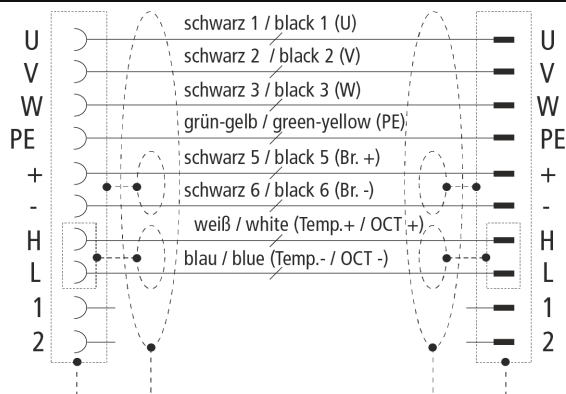 schwarz 1 / black 1 (U)
U U
schwarz 2 / black 2 (V)
V V
schwarz 3 / black 3 (W)
W W
grün-gelb / green-yellow (PE)
PE PE
schwarz 5 / black 5 (Br. +)
+ +
schwarz 6 / black 6 (Br. -)
- -
weiß / white (Temp.+ / OCT +)
H H
blau / blue (Temp.- / OCT -)
L L
1 1
2 2